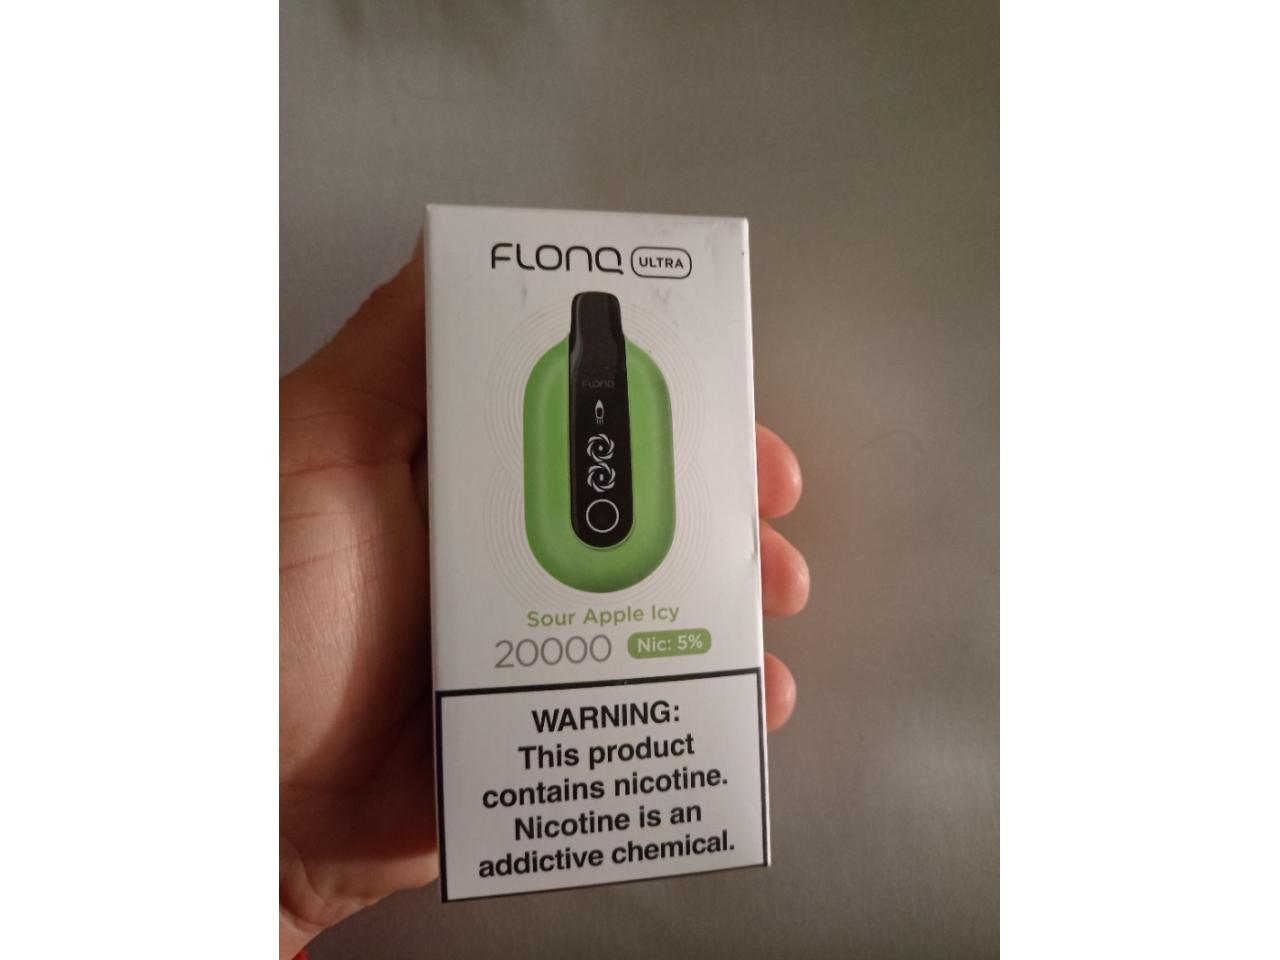 FLONQ ULTRA
FLONQ
Sour Apple Icy
20000 Nic: 5%
WARNING:
This product
contains nicotine.
Nicotine is an
addictive chemical.